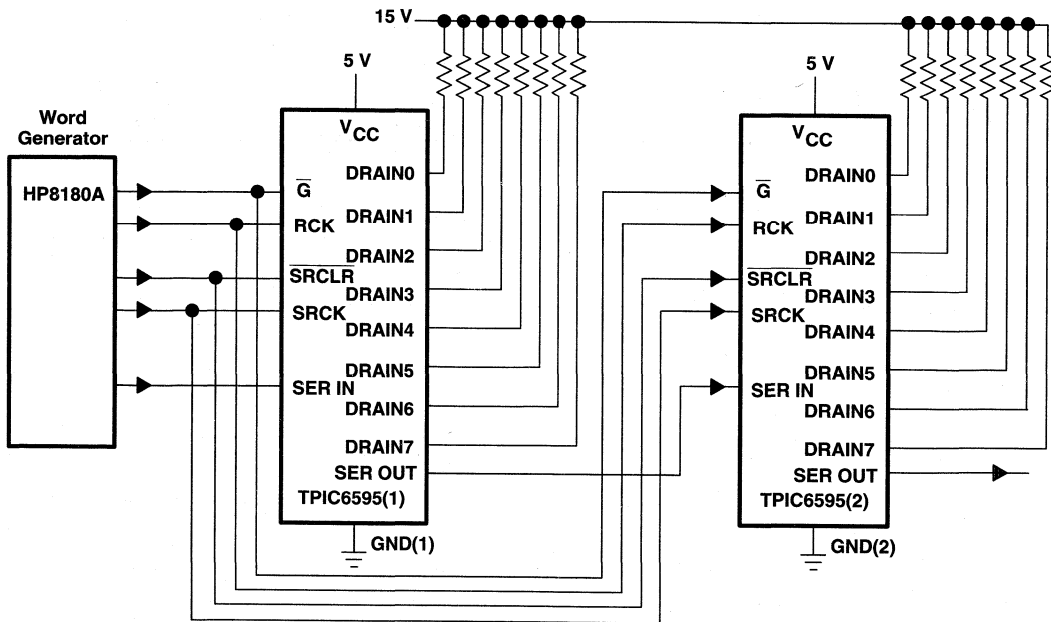 15 V
5 V
5 V
Word
Generator
HP8180A
VCC
G
RCK
SRCLR
SRCK
SER IN
DRAIN0
DRAIN1
DRAIN2
DRAIN3
DRAIN4
DRAIN5
DRAIN6
DRAIN7
SER OUT
TPIC6595(1)
GND(1)
VCC
G
RCK
SRCLR
SRCK
SER IN
DRAIN0
DRAIN1
DRAIN2
DRAIN3
DRAIN4
DRAIN5
DRAIN6
DRAIN7
SER OUT
TPIC6595(2)
GND(2)